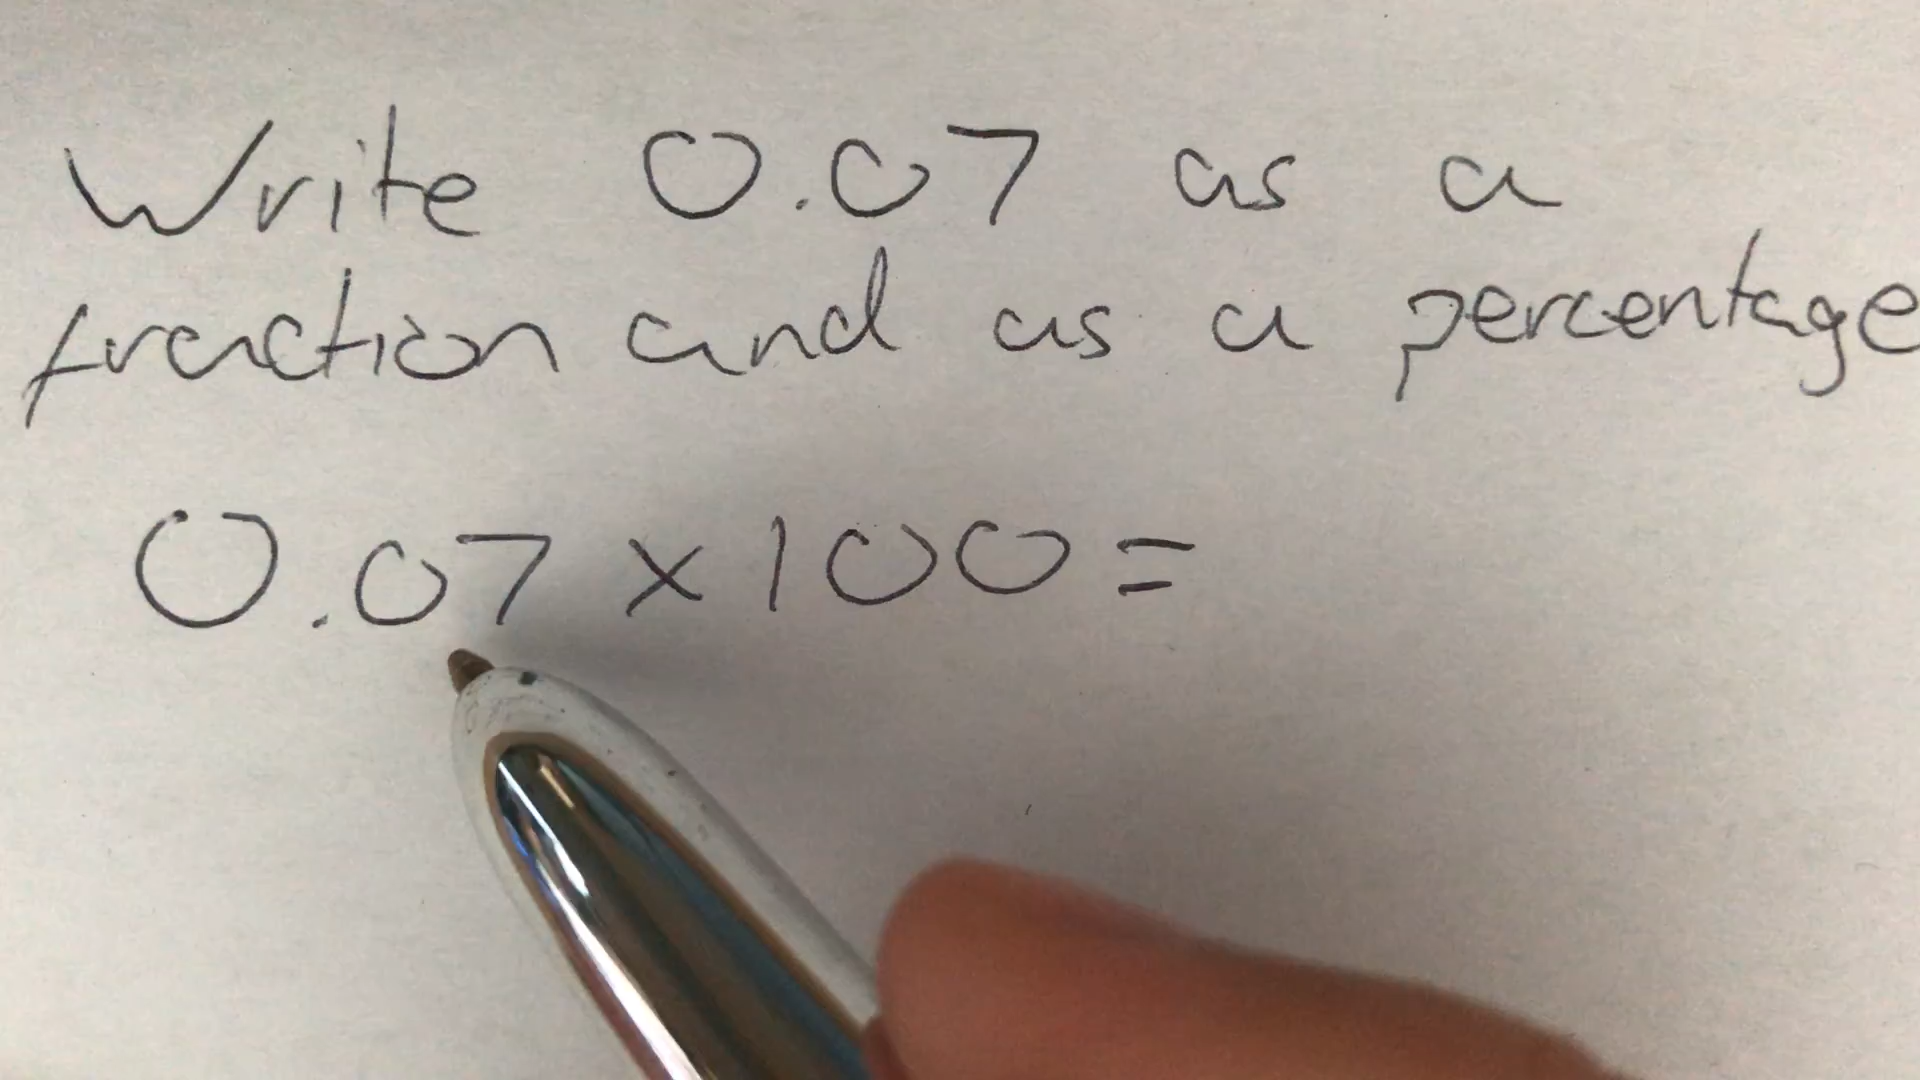 Write 0.07 as a
fraction and as a percentage
0.07 x 100 =